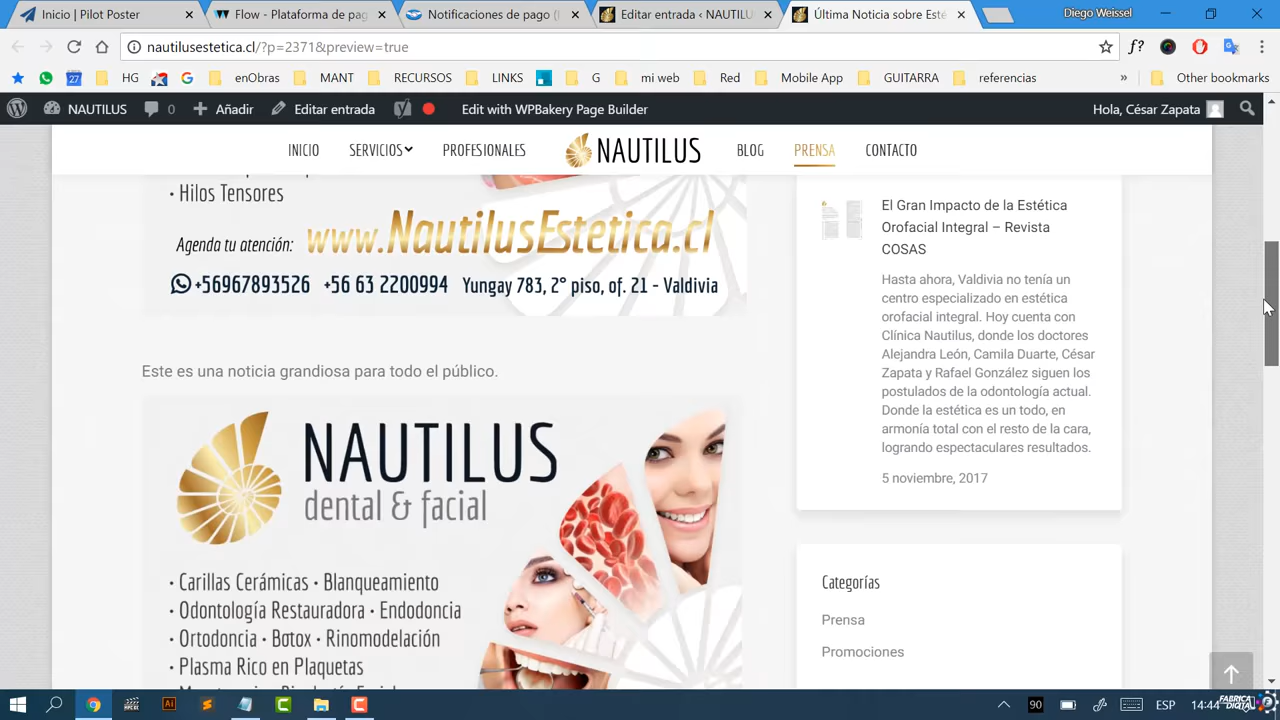 Inicio | Pilot Poster
Flow - Plataforma de pag
Notificaciones de pago (
Editar entrada ‹ NAUTILU
Última Noticia sobre Esté
Diego Weissel
nautilusestetica.cl/?p=2371&preview=true
f?
27
HG
G
enObras
MANT
RECURSOS
LINKS
G
mi web
Red
Mobile App
GUITARRA
referencias
»
Other bookmarks
NAUTILUS
0
Añadir
Editar entrada
Edit with WPBakery Page Builder
Hola, César Zapata
INICIO
SERVICIOS
PROFESIONALES
NAUTILUS
BLOG
PRENSA
CONTACTO
· Hilos Tensores
Agenda tu atención: www.NautilusEstetica.cl
+56967893526 +56 63 2200994 Yungay 783, 2° piso, of. 21 - Valdivia
Este es una noticia grandiosa para todo el público.
NAUTILUS
dental & facial
· Carillas Cerámicas · Blanqueamiento
· Odontología Restauradora · Endodoncia
· Ortodoncia · Botox · Rinomodelación
· Plasma Rico en Plaquetas
El Gran Impacto de la Estética
Orofacial Integral – Revista
COSAS
Hasta ahora, Valdivia no tenía un
centro especializado en estética
orofacial integral. Hoy cuenta con
Clínica Nautilus, donde los doctores
Alejandra León, Camila Duarte, César
Zapata y Rafael González siguen los
postulados de la odontología actual.
Donde la estética es un todo, en
armonía total con el resto de la cara,
logrando espectaculares resultados.
5 noviembre, 2017
Categorías
Prensa
Promociones
90
ESP
14:44
FABRICA
DIGITAL